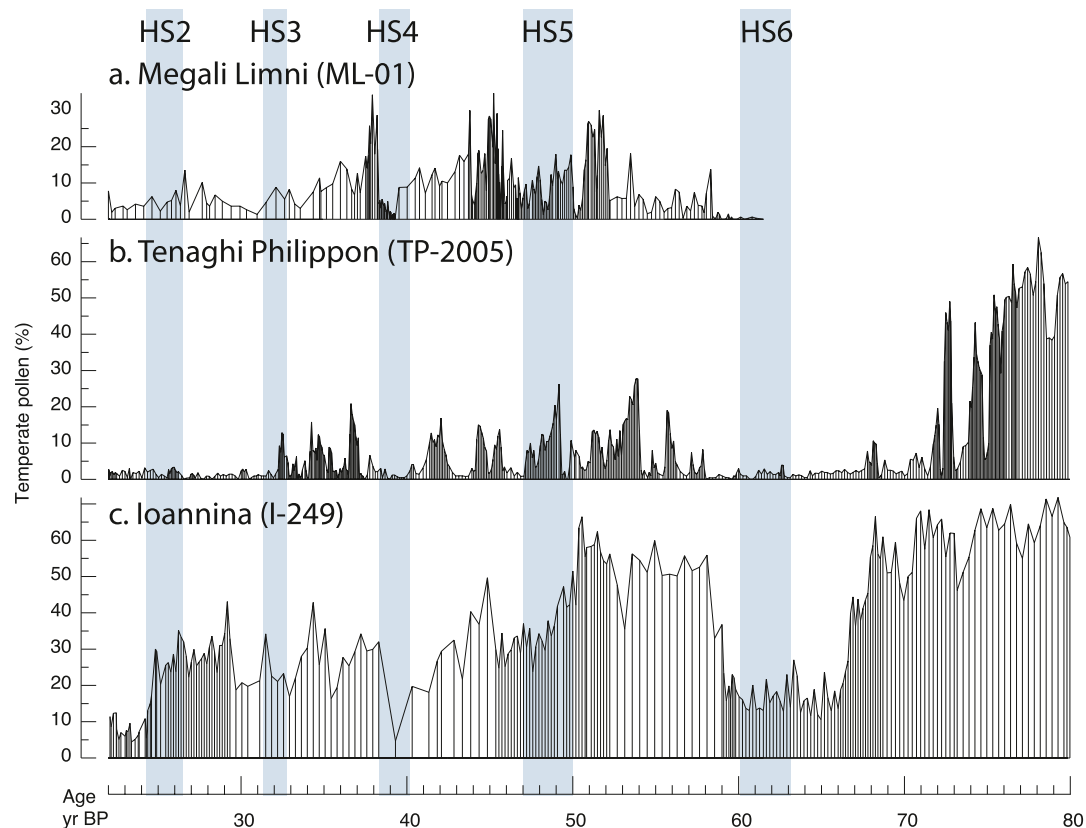 HS2 HS3 HS4 HS5 HS6
a. Megali Limni (ML-01)
30
20
10
0
b. Tenaghi Philippon (TP-2005)
60
50
40
30
20
10
0
Temperate pollen (%)
c. Ioannina (I-249)
60
50
40
30
20
10
0
Age
yr BP 30 40 50 60 70 80